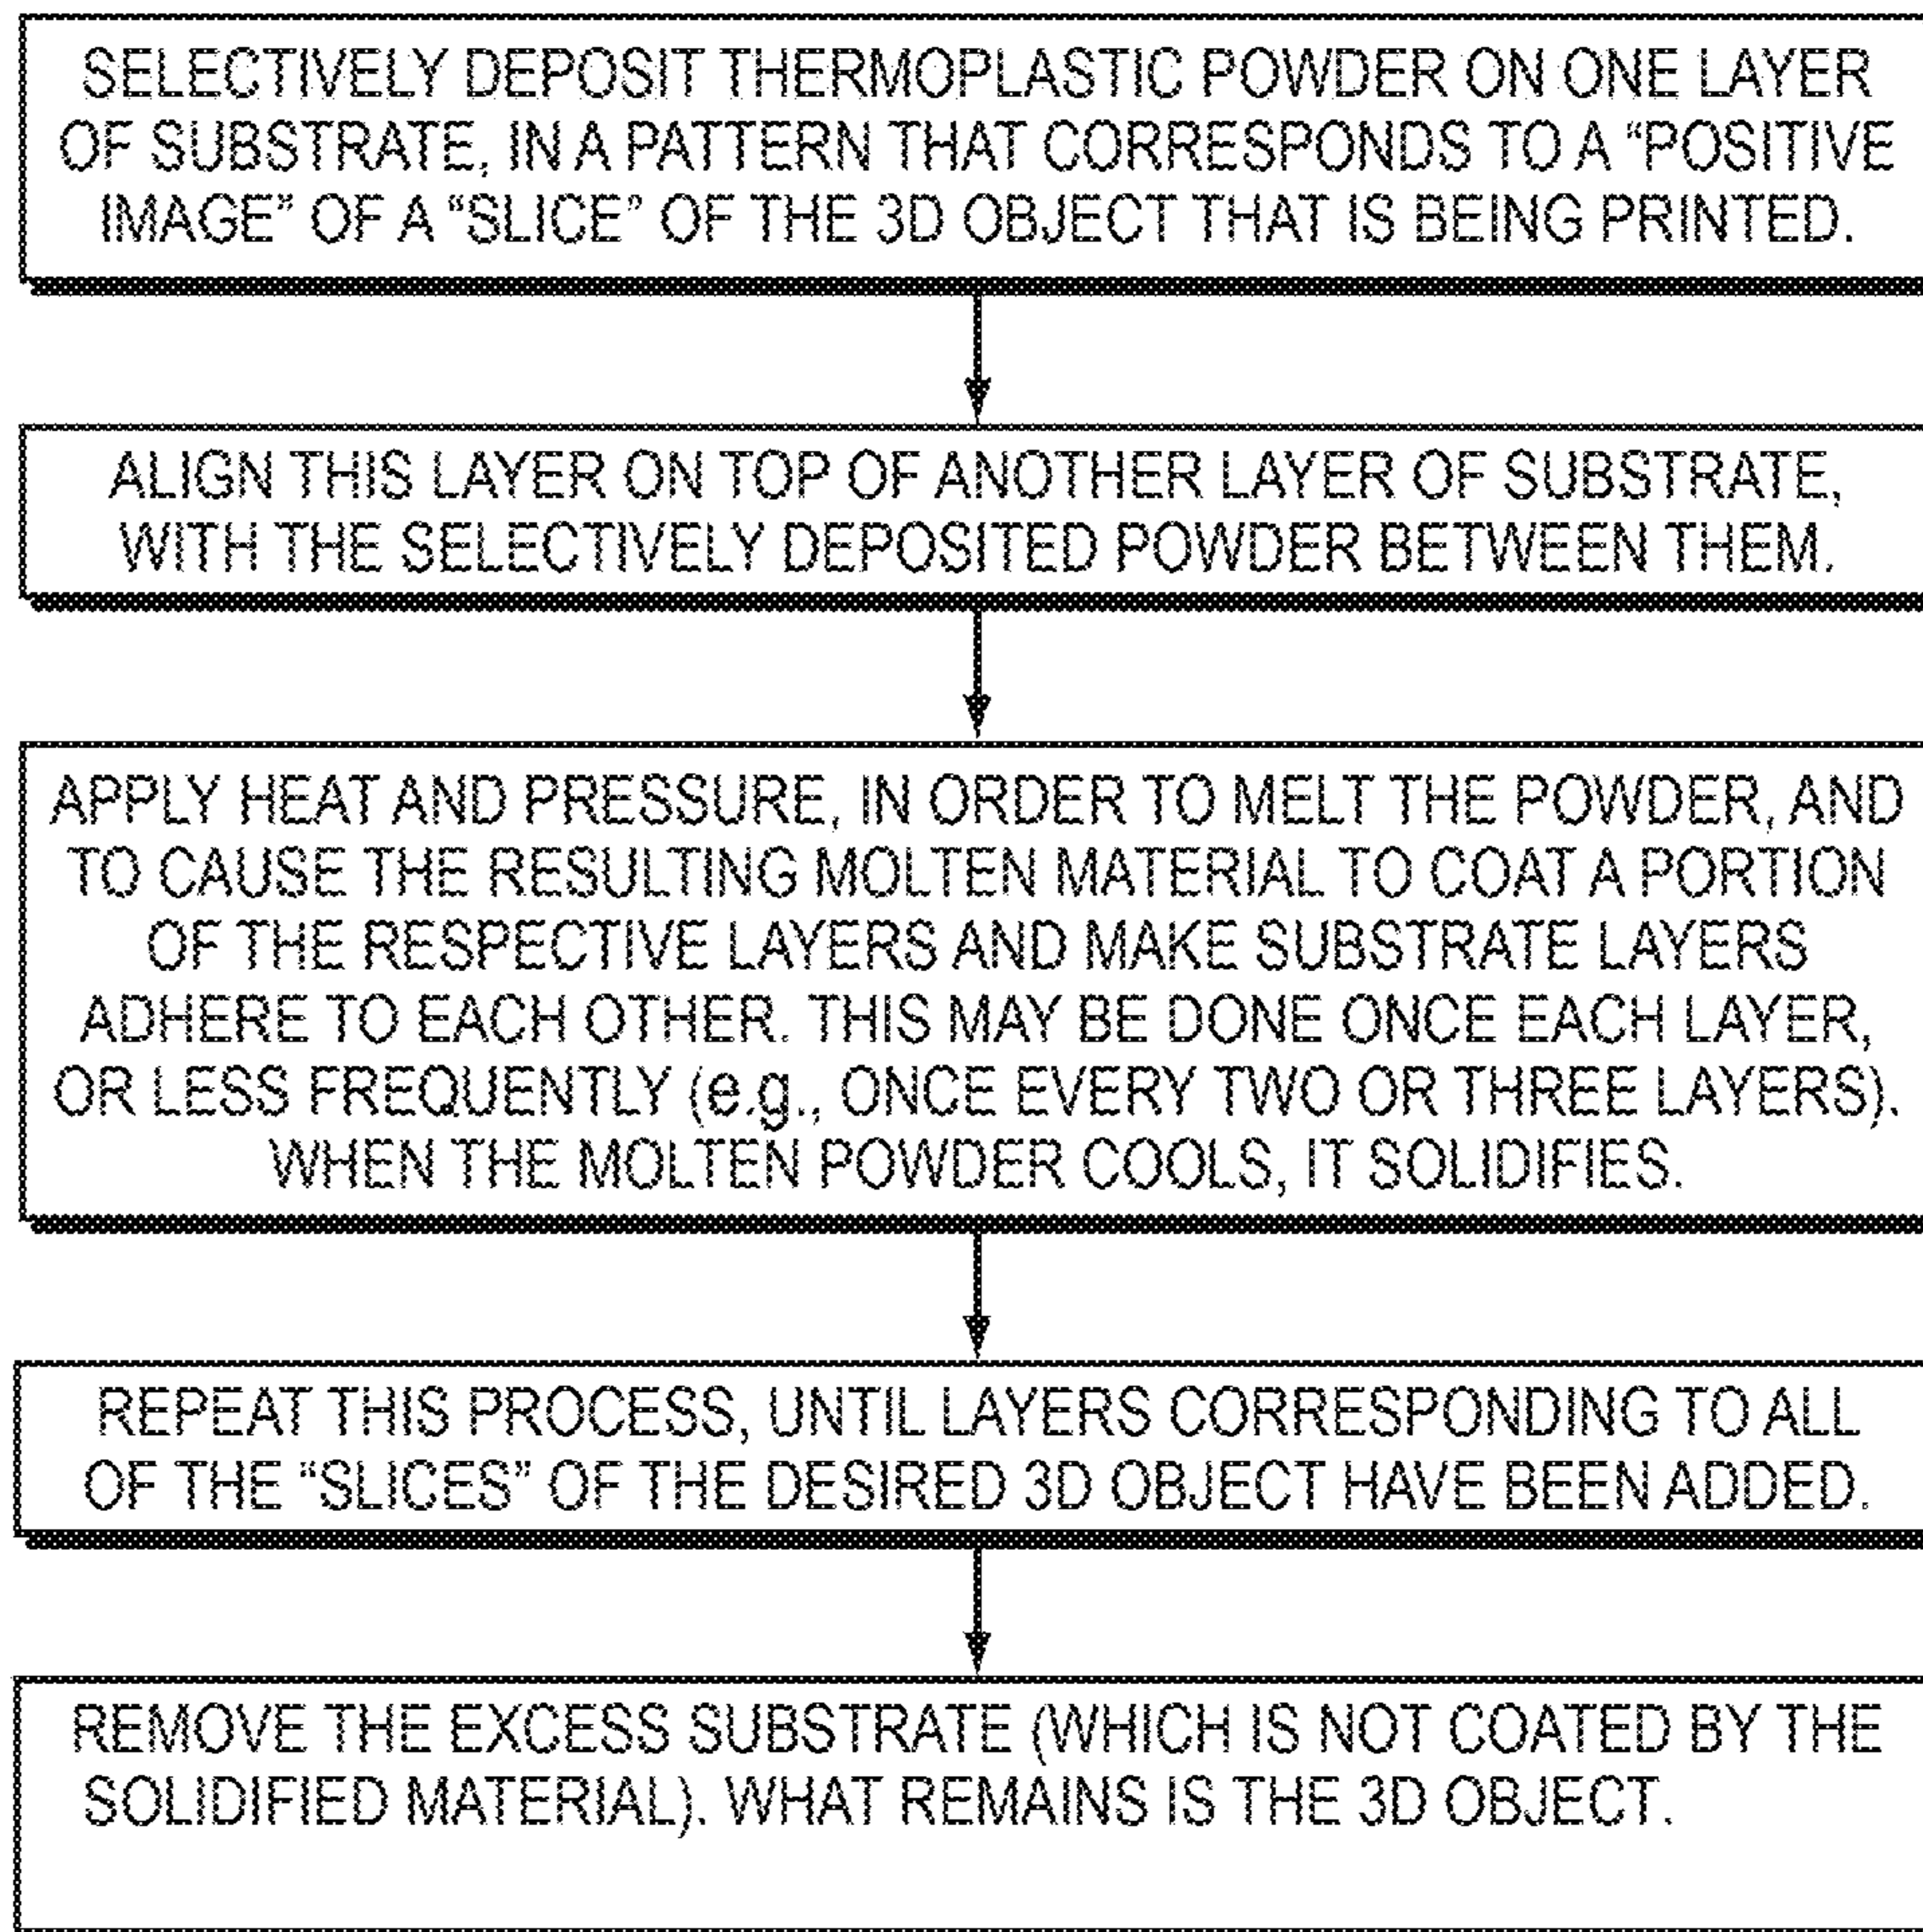 SELECTIVELY DEPOSIT THERMOPLASTIC POWDER ON ONE LAYER
OF SUBSTRATE, IN A PATTERN THAT CORRESPONDS TO A “POSITIVE
IMAGE” OF A “SLICE” OF THE 3D OBJECT THAT IS BEING PRINTED.
ALIGN THIS LAYER ON TOP OF ANOTHER LAYER OF SUBSTRATE,
WITH THE SELECTIVELY DEPOSITED POWDER BETWEEN THEM.
APPLY HEAT AND PRESSURE, IN ORDER TO MELT THE POWDER, AND
TO CAUSE THE RESULTING MOLTEN MATERIAL TO COAT A PORTION
OF THE RESPECTIVE LAYERS AND MAKE SUBSTRATE LAYERS
ADHERE TO EACH OTHER. THIS MAY BE DONE ONCE EACH LAYER,
OR LESS FREQUENTLY (e.g., ONCE EVERY TWO OR THREE LAYERS).
WHEN THE MOLTEN POWDER COOLS, IT SOLIDIFIES.
REPEAT THIS PROCESS, UNTIL LAYERS CORRESPONDING TO ALL
OF THE “SLICES” OF THE DESIRED 3D OBJECT HAVE BEEN ADDED.
REMOVE THE EXCESS SUBSTRATE (WHICH IS NOT COATED BY THE
SOLIDIFIED MATERIAL). WHAT REMAINS IS THE 3D OBJECT.